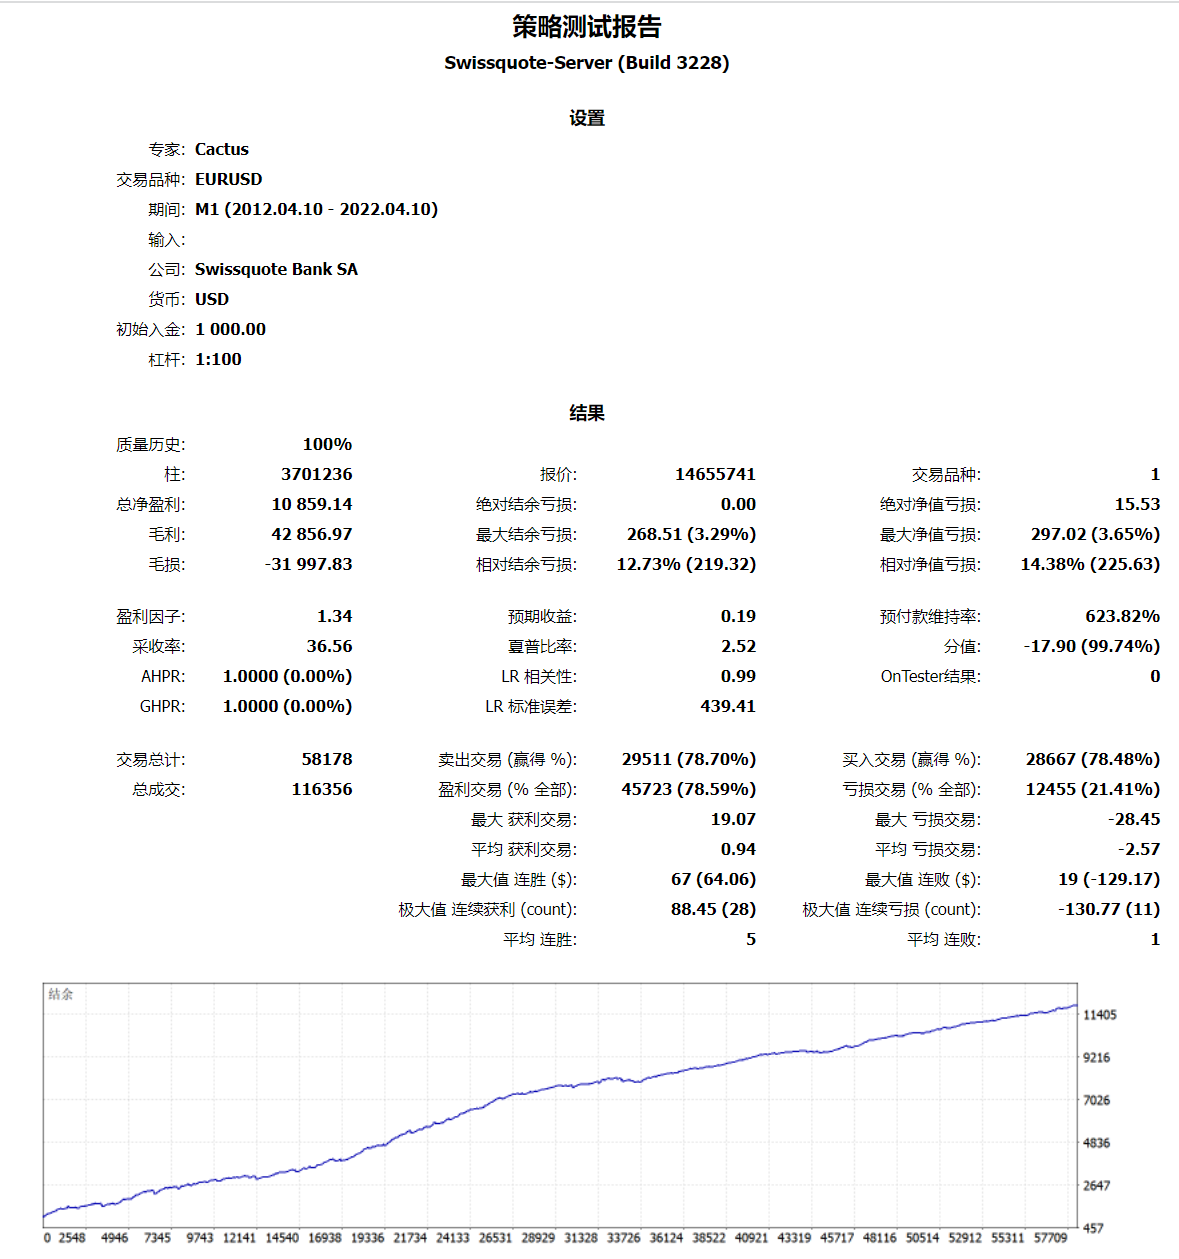 策略测试报告
Swissquote-Server (Build 3228)
设置
专家: Cactus
交易品种: EURUSD
期间: M1 (2012.04.10 - 2022.04.10)
输入:
公司: Swissquote Bank SA
货币: USD
初始入金: 1 000.00
杠杆: 1:100
结果
质量历史: 100%
柱: 3701236 报价: 14655741 交易品种: 1
总净盈利: 10 859.14 绝对结余亏损: 0.00 绝对净值亏损: 15.53
毛利: 42 856.97 最大结余亏损: 268.51 (3.29%) 最大净值亏损: 297.02 (3.65%)
毛损: -31 997.83 相对结余亏损: 12.73% (219.32) 相对净值亏损: 14.38% (225.63)
盈利因子: 1.34 预期收益: 0.19 预付款维持率: 623.82%
采收率: 36.56 夏普比率: 2.52 分值: -17.90 (99.74%)
AHPR: 1.0000 (0.00%) LR 相关性: 0.99 OnTester结果: 0
GHPR: 1.0000 (0.00%) LR 标准误差: 439.41
交易总计: 58178 卖出交易 (赢得 %): 29511 (78.70%) 买入交易 (赢得 %): 28667 (78.48%)
总成交: 116356 盈利交易 (% 全部): 45723 (78.59%) 亏损交易 (% 全部): 12455 (21.41%)
最大 获利交易: 19.07 最大 亏损交易: -28.45
平均 获利交易: 0.94 平均 亏损交易: -2.57
最大值 连胜 ($): 67 (64.06) 最大值 连败 ($): 19 (-129.17)
极大值 连续获利 (count): 88.45 (28) 极大值 连续亏损 (count): -130.77 (11)
平均 连胜: 5 平均 连败: 1
结余
11405
9216
7026
4836
2647
457
0 2548 4946 7345 9743 12141 14540 16938 19336 21734 24133 26531 28929 31328 33726 36124 38522 40921 43319 45717 48116 50514 52912 55311 57709